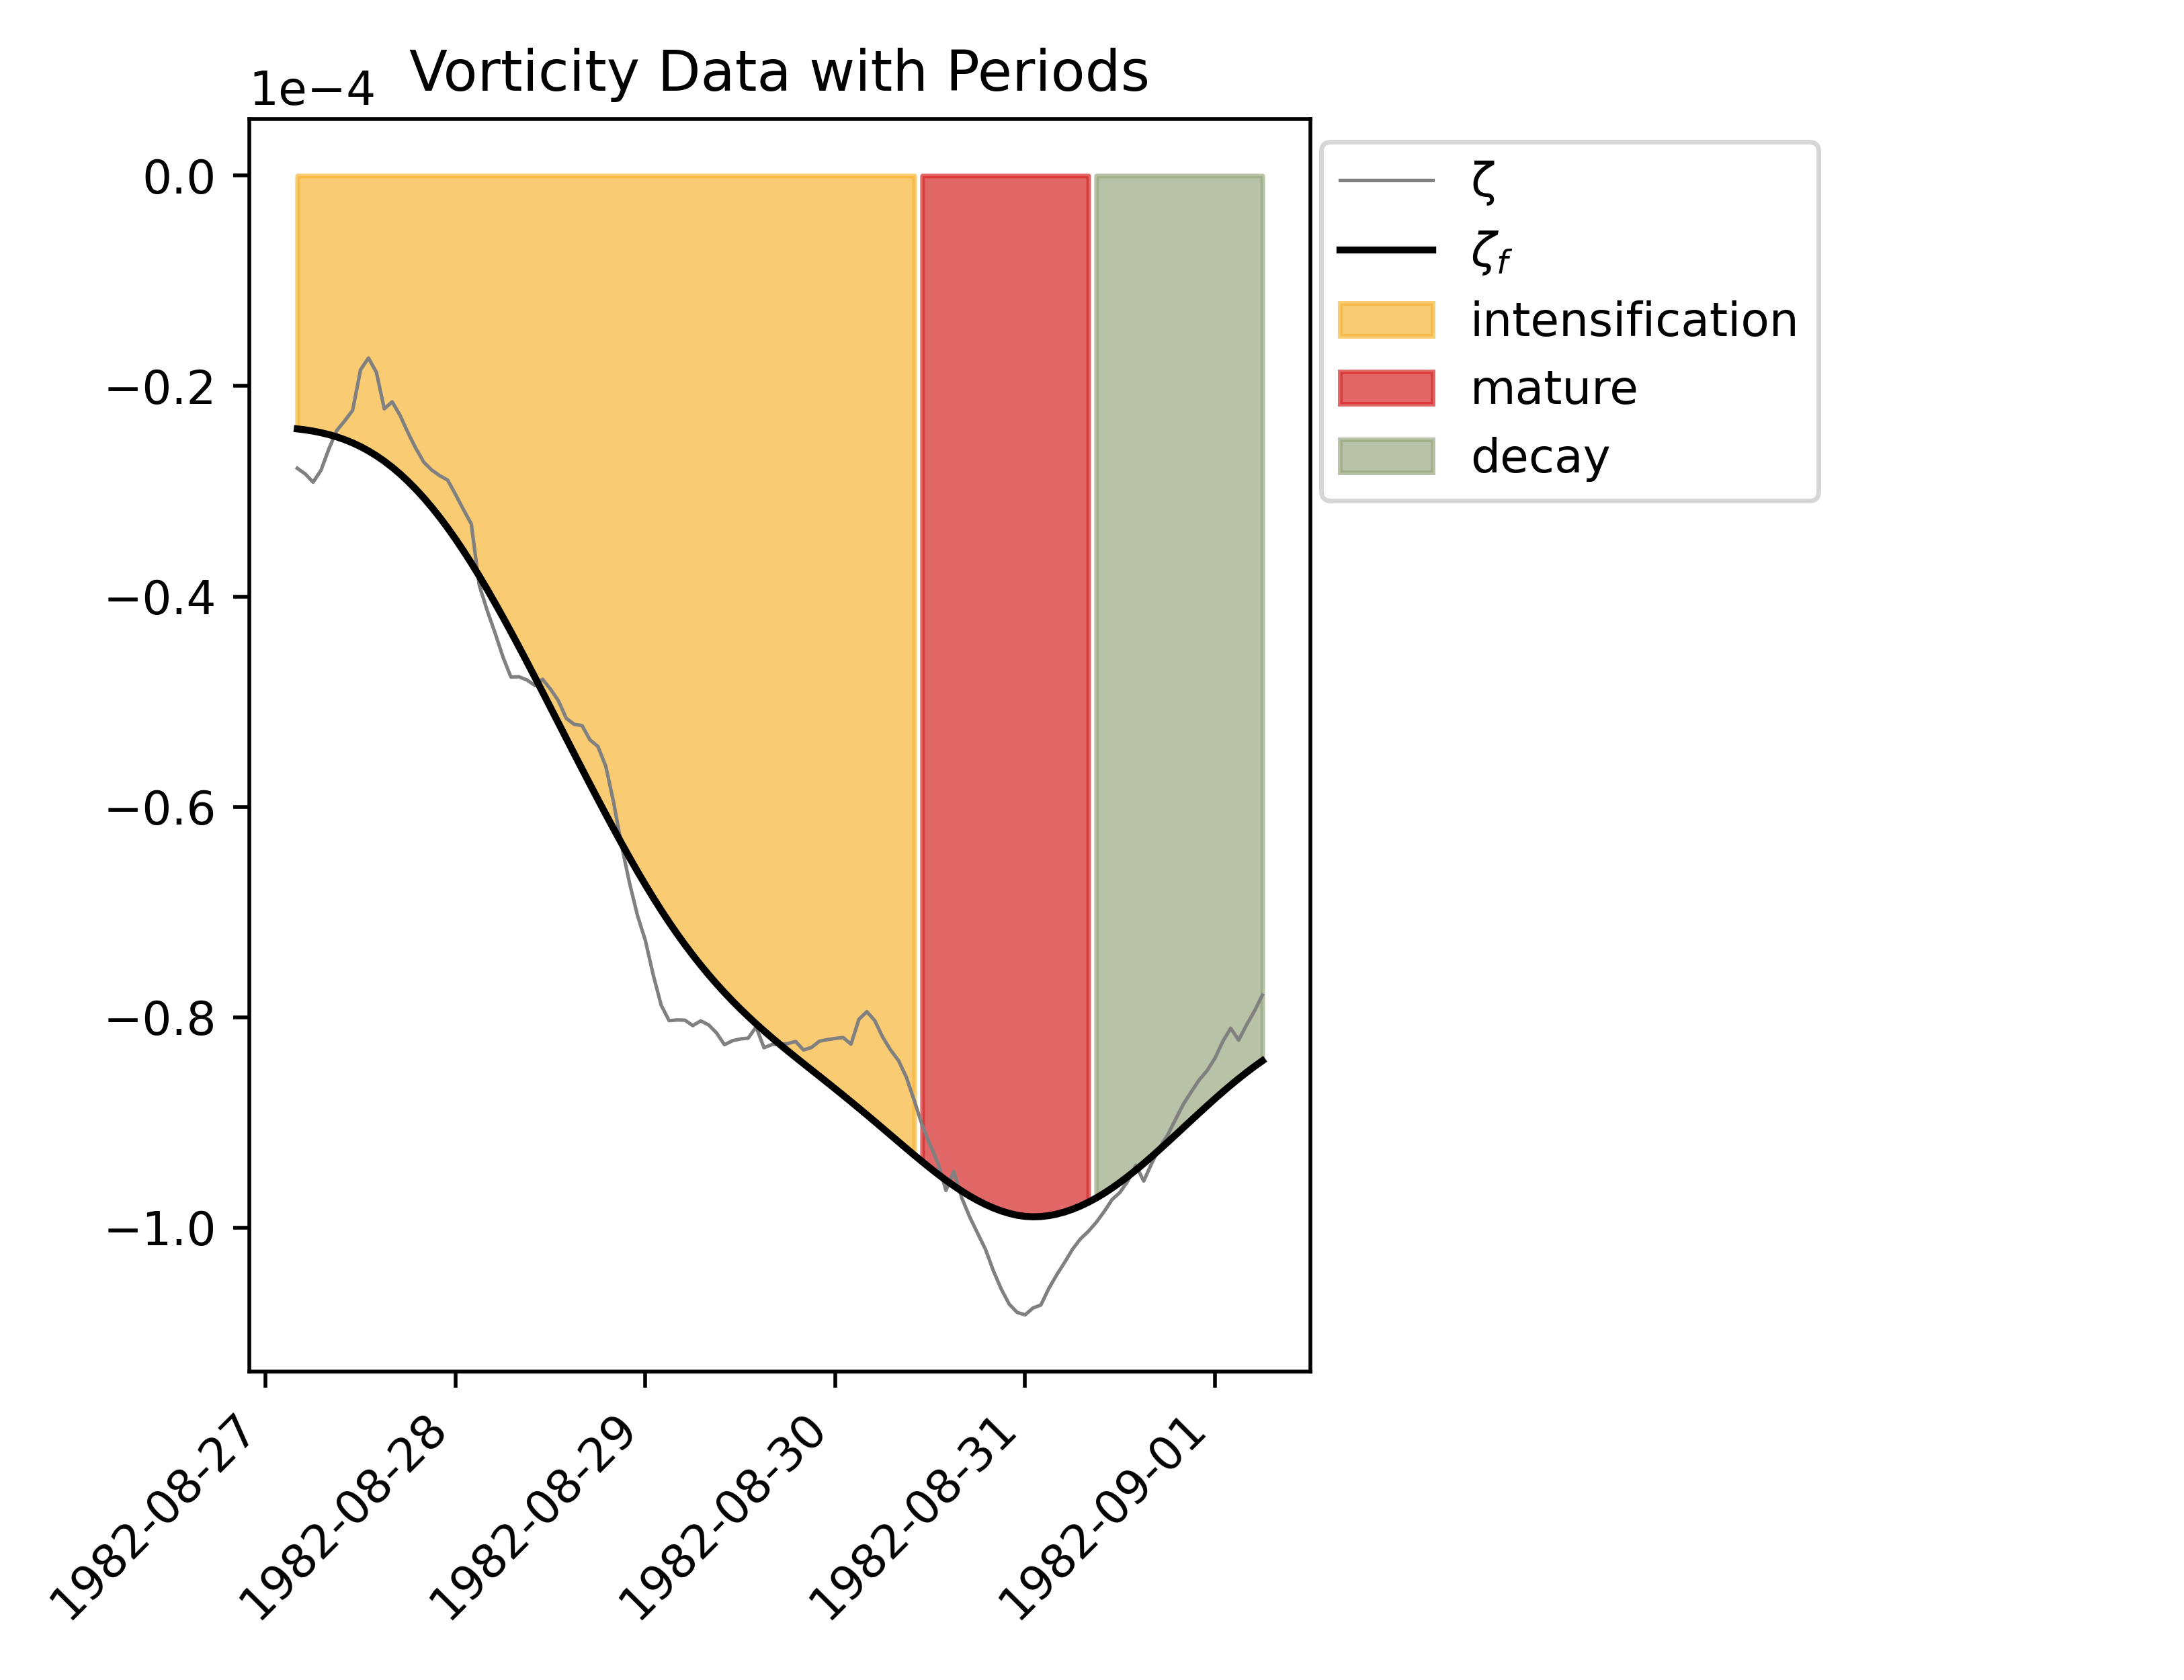 Vorticity Data with Periods
1e−4
0.0
−0.2
−0.4
−0.6
−0.8
−1.0
1982-08-27
1982-08-28
1982-08-29
1982-08-30
1982-08-31
1982-09-01
ζ
ζf
intensification
mature
decay